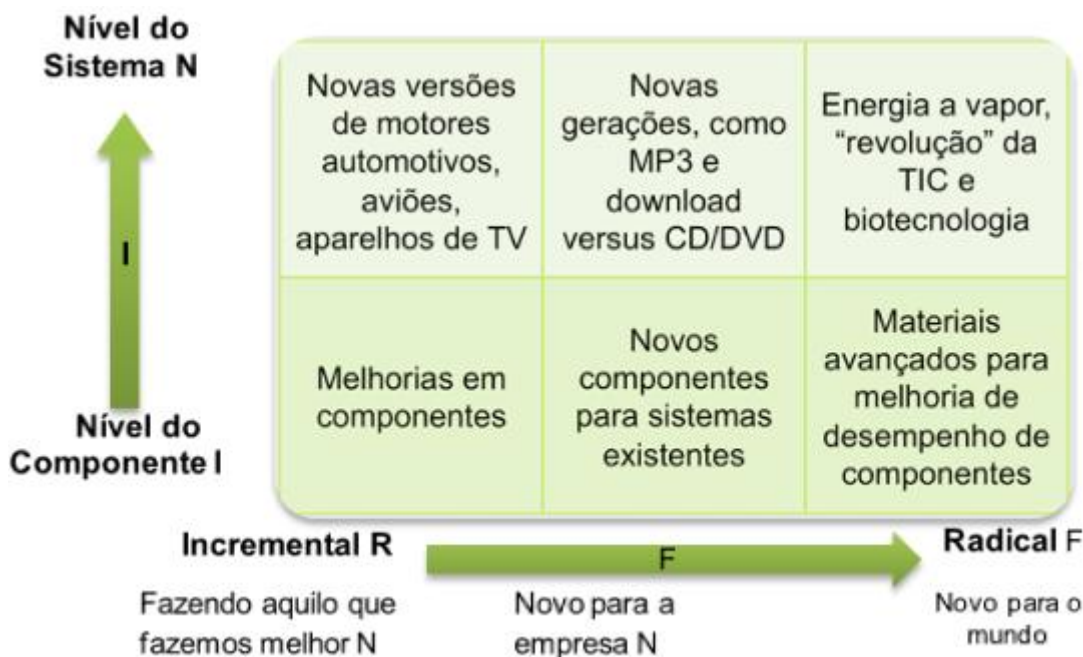 Nível do
Sistema N
Novas versões
de motores
automotivos,
aviões,
aparelhos de TV
Novas
gerações, como
MP3 e
download
versus CD/DVD
Energia a vapor,
“revolução” da
TIC e
biotecnologia
I
Melhorias em
componentes
Novos
componentes
para sistemas
existentes
Materiais
avançados para
melhoria de
desempenho de
componentes
Nível do
Componente I
Incremental R
F
Radical F
Fazendo aquilo que
fazemos melhor N
Novo para a
empresa N
Novo para o
mundo